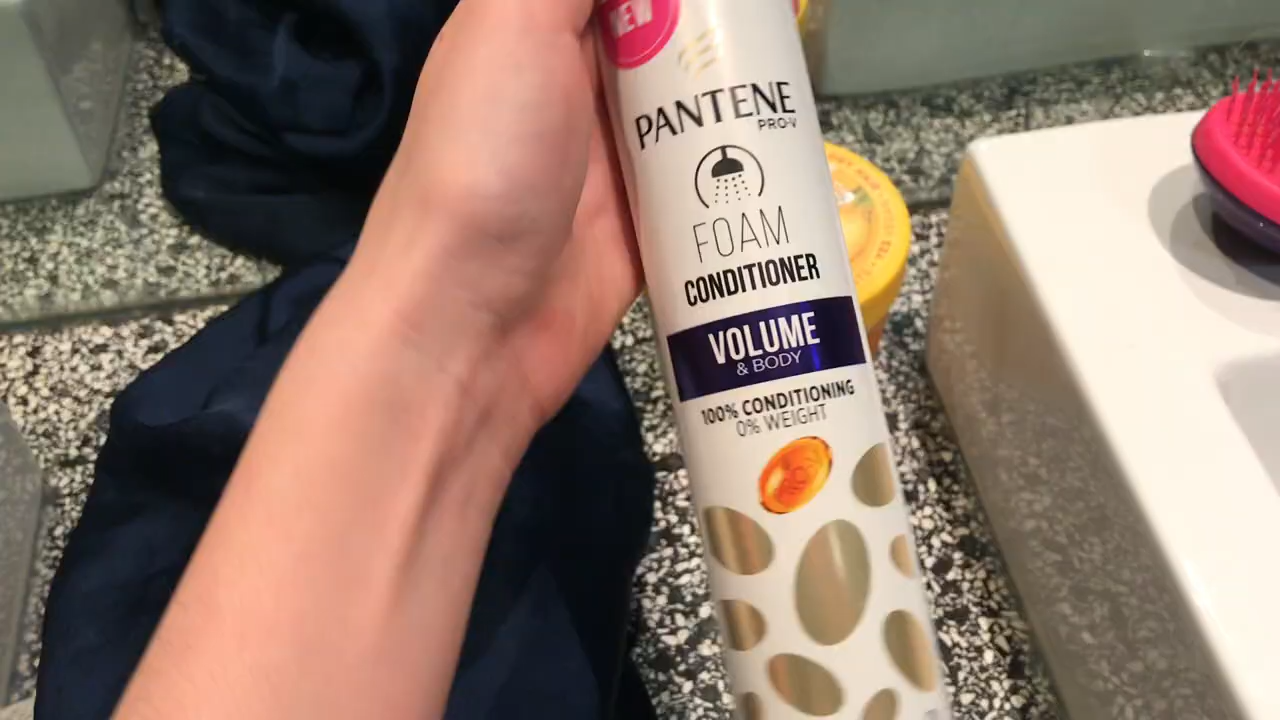 NEW
PANTENE
PRO-V
FOAM
CONDITIONER
VOLUME
& BODY
100% CONDITIONING
0% WEIGHT